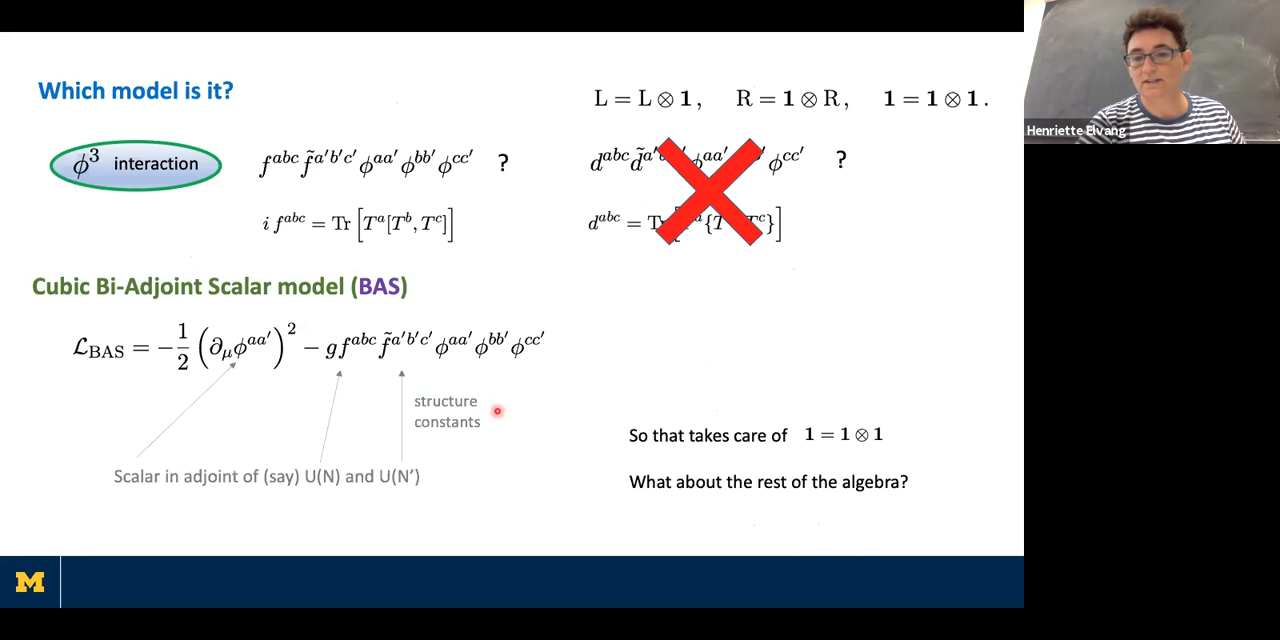 Which model is it?
L = L ⊗ 1, R = 1 ⊗ R, 1 = 1 ⊗ 1.
Henriette Elvang
ϕ³ interaction
f^{abc} f̃^{a'b'c'} ϕ^{aa'} ϕ^{bb'} ϕ^{cc'} ?
d^{abc} d̃ ϕ^{aa'} ϕ^{cc'} ?
i f^{abc} = Tr[T^a[T^b, T^c]]
d^{abc} =
Cubic Bi-Adjoint Scalar model (BAS)
ℒ_{BAS} = −1/2 (∂_μ ϕ^{aa'})² − g f^{abc} f̃^{a'b'c'} ϕ^{aa'} ϕ^{bb'} ϕ^{cc'}
structure
constants
Scalar in adjoint of (say) U(N) and U(N')
So that takes care of 1 = 1 ⊗ 1
What about the rest of the algebra?
M